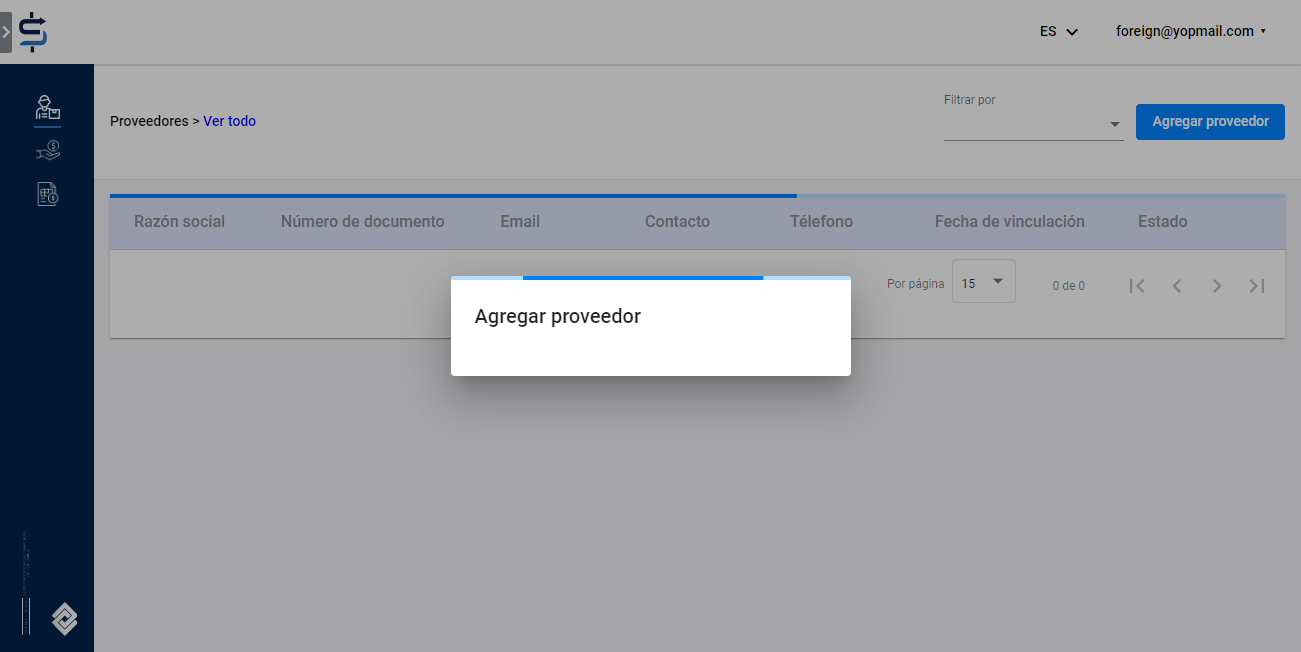 ES
foreign@yopmail.com
Filtrar por
Proveedores > Ver todo
Agregar proveedor
Razón social Número de documento Email Contacto Télefono Fecha de vinculación Estado
Por página 15 0 de 0
Agregar proveedor